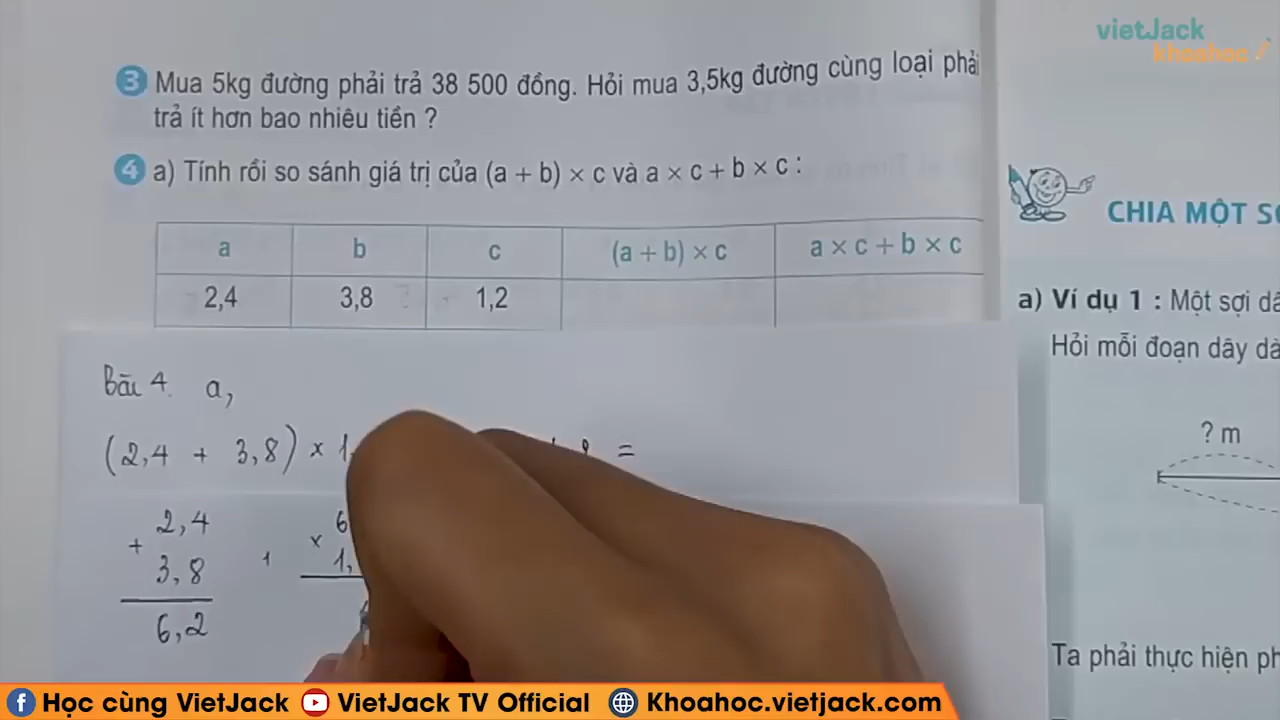 vietJack
khoahoc
3 Mua 5kg đường phải trả 38 500 đồng. Hỏi mua 3,5kg đường cùng loại phải
trả ít hơn bao nhiêu tiền ?
4 a) Tính rồi so sánh giá trị của (a + b) × c và a × c + b × c :
a b c (a + b) × c a × c + b × c
2,4 3,8 1,2
Bài 4. a,
(2,4 + 3,8) × 1, =
+ 2,4
3,8
6,2
× 6
1,
CHIA MỘT
a) Ví dụ 1 : Một sợi
Hỏi mỗi đoạn dây
? m
Ta phải thực hiện
Học cùng VietJack VietJack TV Official Khoahoc.vietjack.com